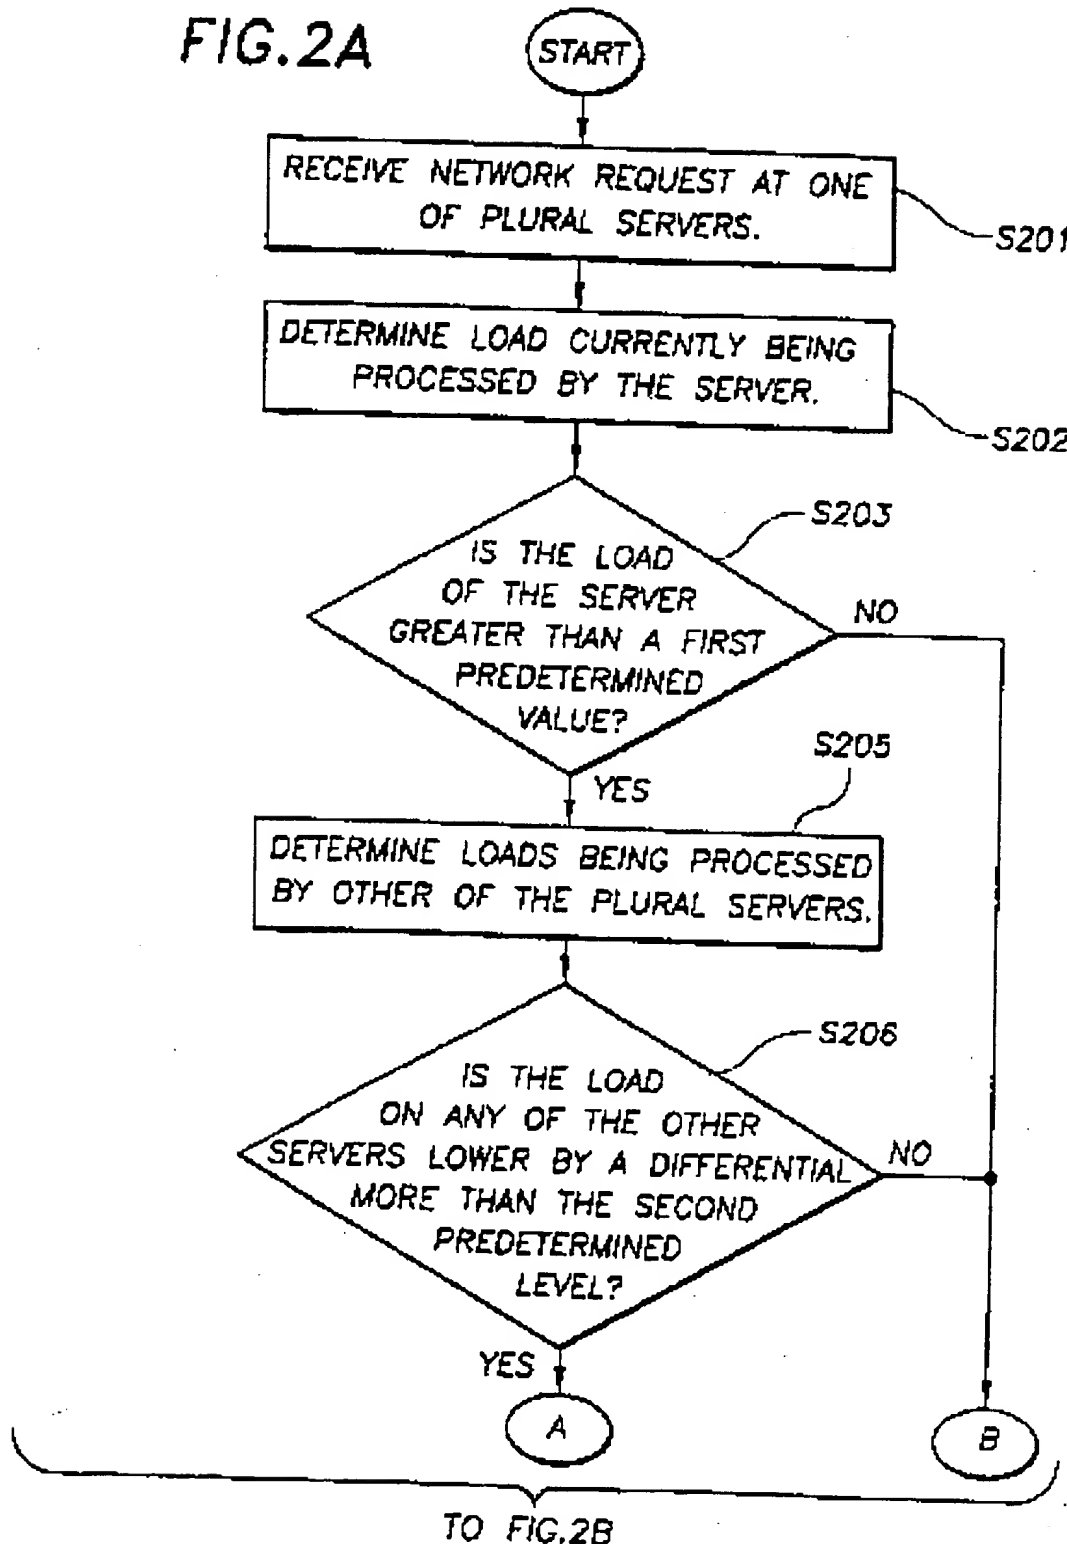 FIG.2A
START
RECEIVE NETWORK REQUEST AT ONE
OF PLURAL SERVERS.
S201
DETERMINE LOAD CURRENTLY BEING
PROCESSED BY THE SERVER.
S202
S203
IS THE LOAD
OF THE SERVER
GREATER THAN A FIRST
PREDETERMINED
VALUE?
NO
YES
S205
DETERMINE LOADS BEING PROCESSED
BY OTHER OF THE PLURAL SERVERS.
S206
IS THE LOAD
ON ANY OF THE OTHER
SERVERS LOWER BY A DIFFERENTIAL
MORE THAN THE SECOND
PREDETERMINED
LEVEL?
NO
YES
A
B
TO FIG.2B